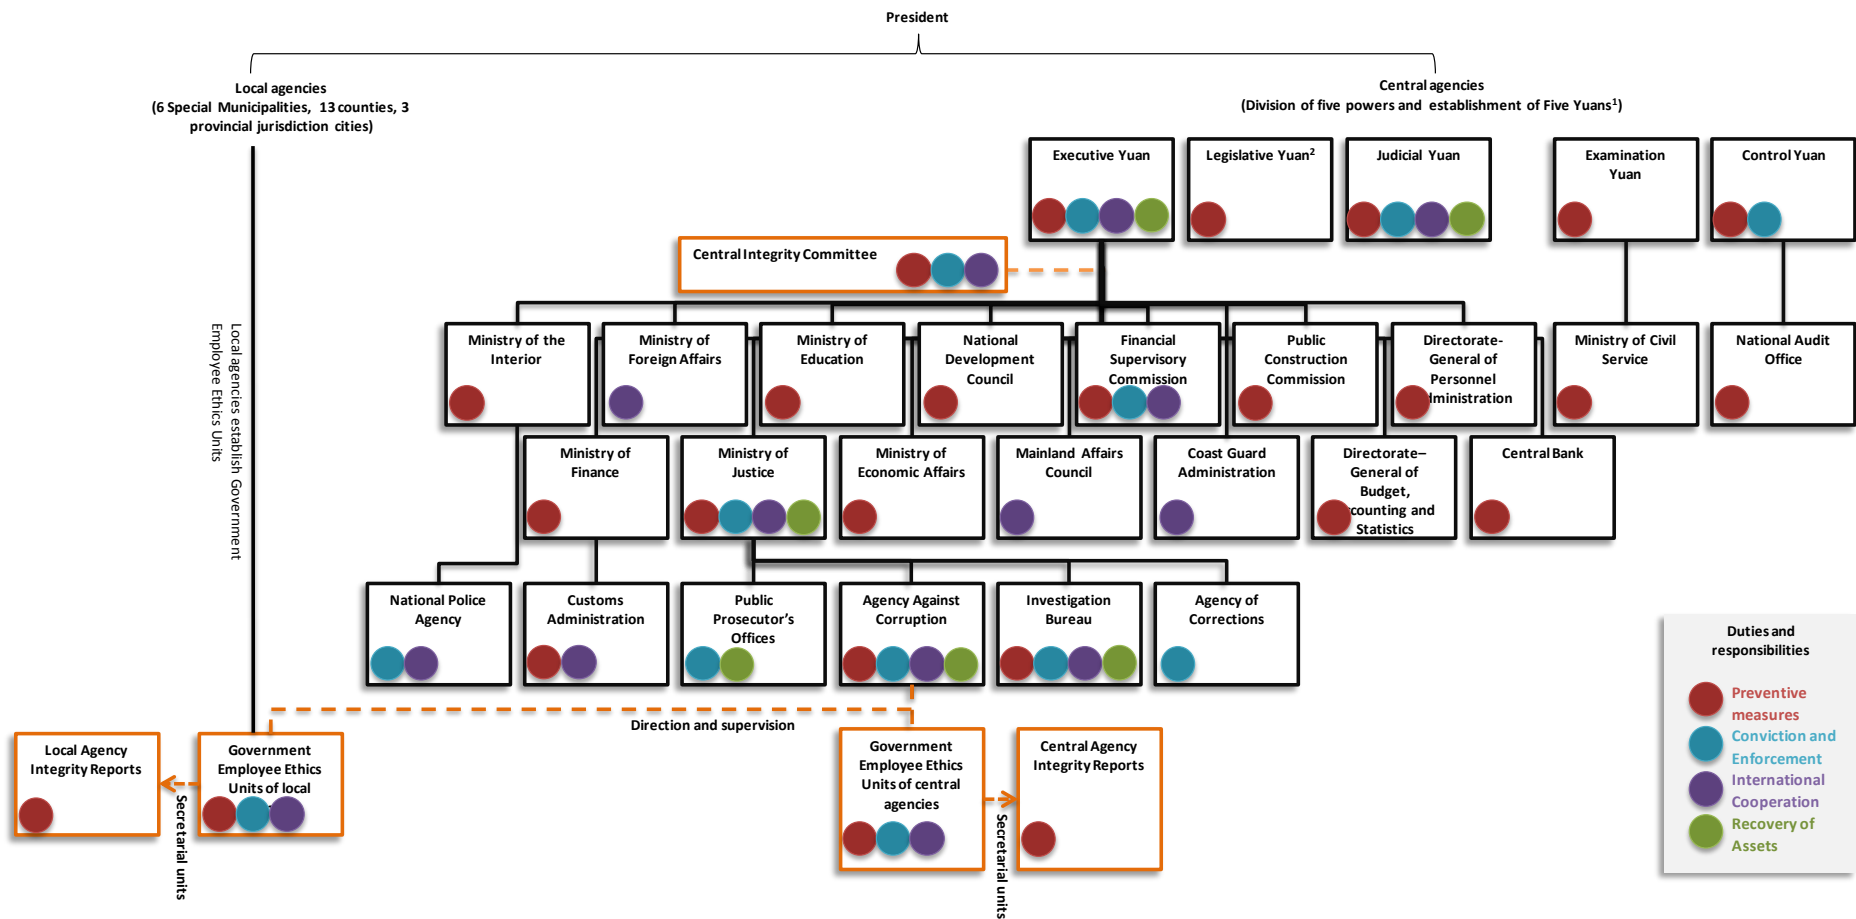 President
Local agencies
(6 Special Municipalities, 13 counties, 3
provincial jurisdiction cities)
Central agencies
(Division of five powers and establishment of Five Yuans¹)
Executive Yuan
Legislative Yuan²
Judicial Yuan
Examination
Yuan
Control Yuan
Central Integrity Committee
Local agencies establish Government
Employee Ethics Units
Ministry of the
Interior
Ministry of
Foreign Affairs
Ministry of
Education
National
Development
Council
Financial
Supervisory
Commission
Public
Construction
Commission
Directorate-
General of
Personnel
dministration
Ministry of Civil
Service
National Audit
Office
Ministry of
Finance
Ministry of
Justice
Ministry of
Economic Affairs
Mainland Affairs
Council
Coast Guard
Administration
Directorate–
General of
Budget,
counting and
Statistics
Central Bank
National Police
Agency
Customs
Administration
Public
Prosecutor’s
Offices
Agency Against
Corruption
Investigation
Bureau
Agency of
Corrections
Direction and supervision
Local Agency
Integrity Reports
Secretarial units
Government
Employee Ethics
Units of local
Government
Employee Ethics
Units of central
agencies
Secretarial units
Central Agency
Integrity Reports
Duties and
responsibilities
Preventive
measures
Conviction and
Enforcement
International
Cooperation
Recovery of
Assets